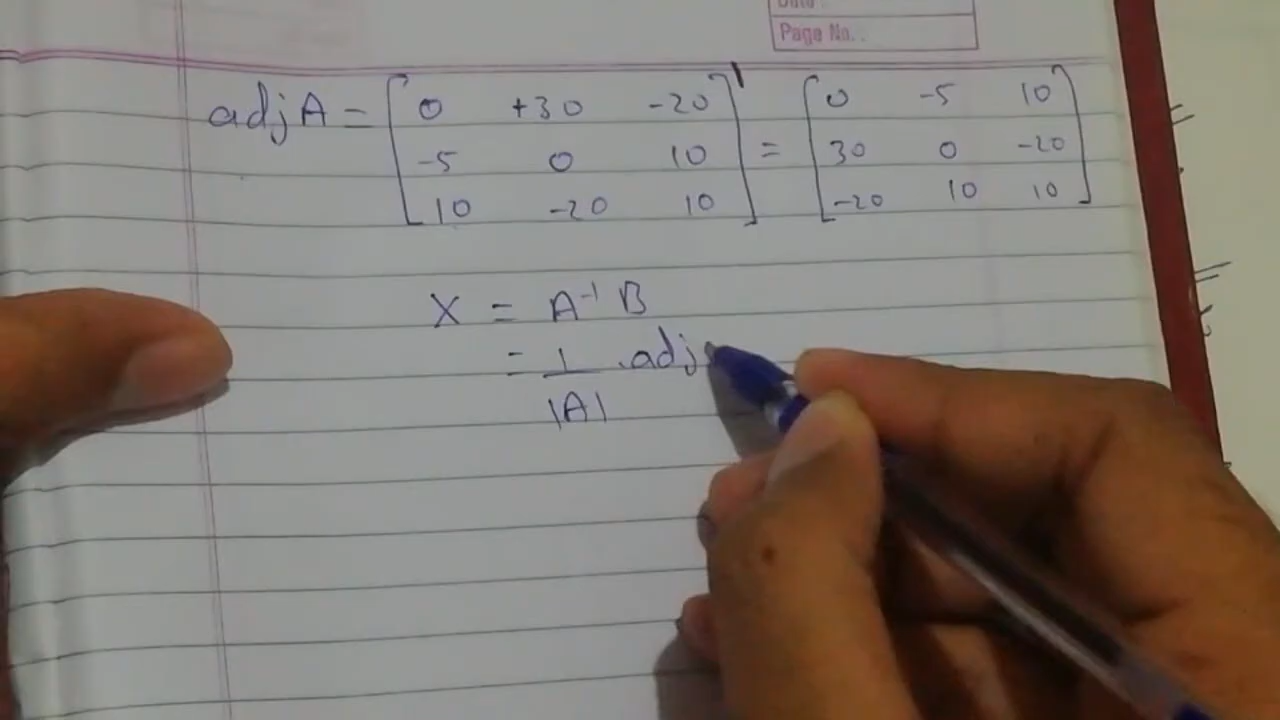 Page No. :
adj A = [ 0 +30 -20 ]' = [ 0 -5 10 ]
-5 0 10 30 0 -20
10 -20 10 -20 10 10
X = A⁻¹ B
= 1 .adj
|A|